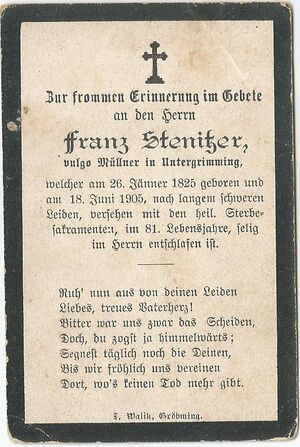 Zur frommen Erinnerung im Gebete
an den Herrn
Franz Stenitzer,
vulgo Müllner in Untergrimming,
welcher am 26. Jänner 1825 geboren und
am 18. Juni 1905, nach langem schweren
Leiden, versehen mit den heil. Sterbe-
sakramenten, im 81. Lebensjahre, selig
im Herrn entschlafen ist.
Ruh' nun aus von deinen Leiden
Liebes, treues Vaterherz!
Bitter war uns zwar das Scheiden,
Doch, du zogst ja himmelwärts;
Segnest täglich noch die Deinen,
Bis wir fröhlich uns vereinen
Dort, wo's keinen Tod mehr gibt.
J. Walik, Gröbming.